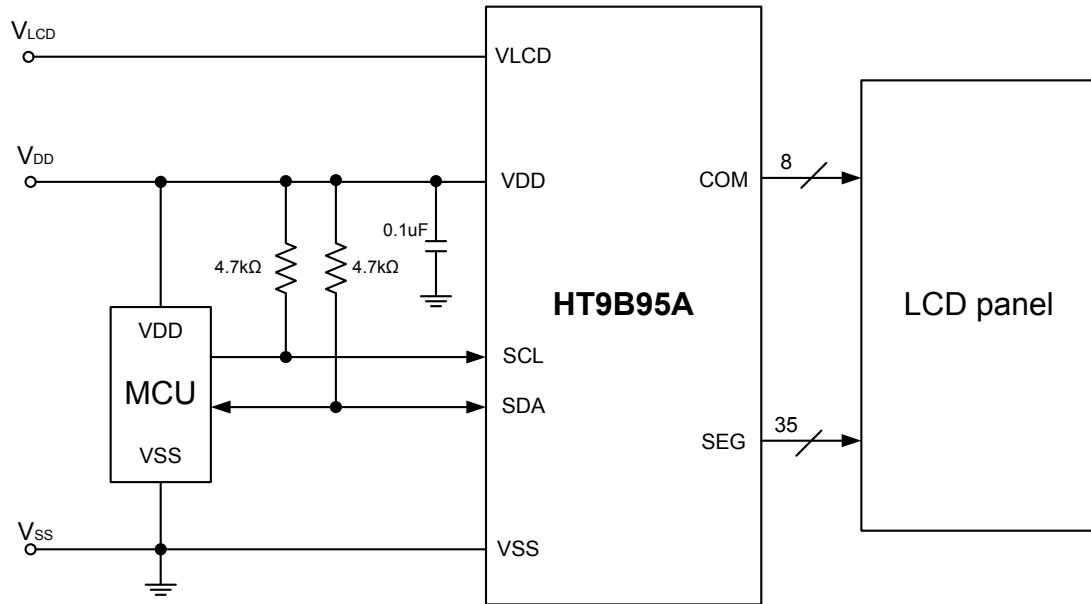 VLCD
VLCD
VDD
VDD
COM
8
0.1uF
4.7kΩ
4.7kΩ
HT9B95A
LCD panel
VDD
MCU
VSS
SCL
SDA
SEG
35
VSS
VSS